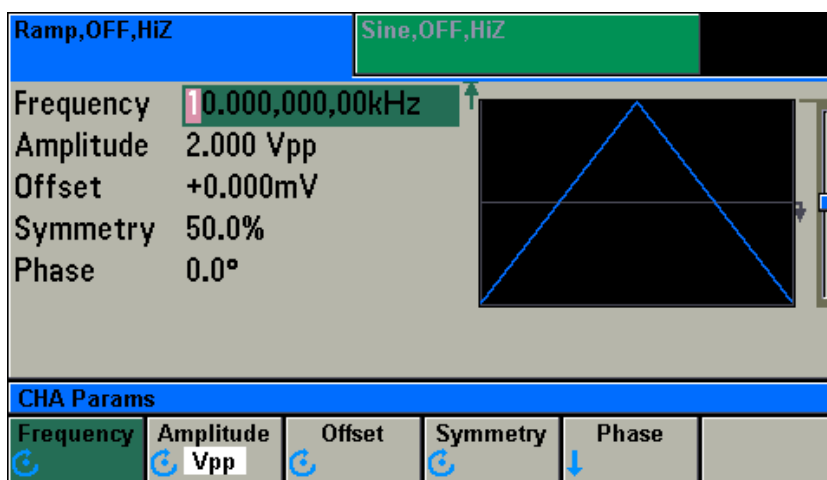 Ramp,OFF,HiZ
Sine,OFF,HiZ
Frequency 10.000,000,00kHz
Amplitude 2.000 Vpp
Offset +0.000mV
Symmetry 50.0%
Phase 0.0°
CHA Params
Frequency Amplitude Offset Symmetry Phase
Vpp